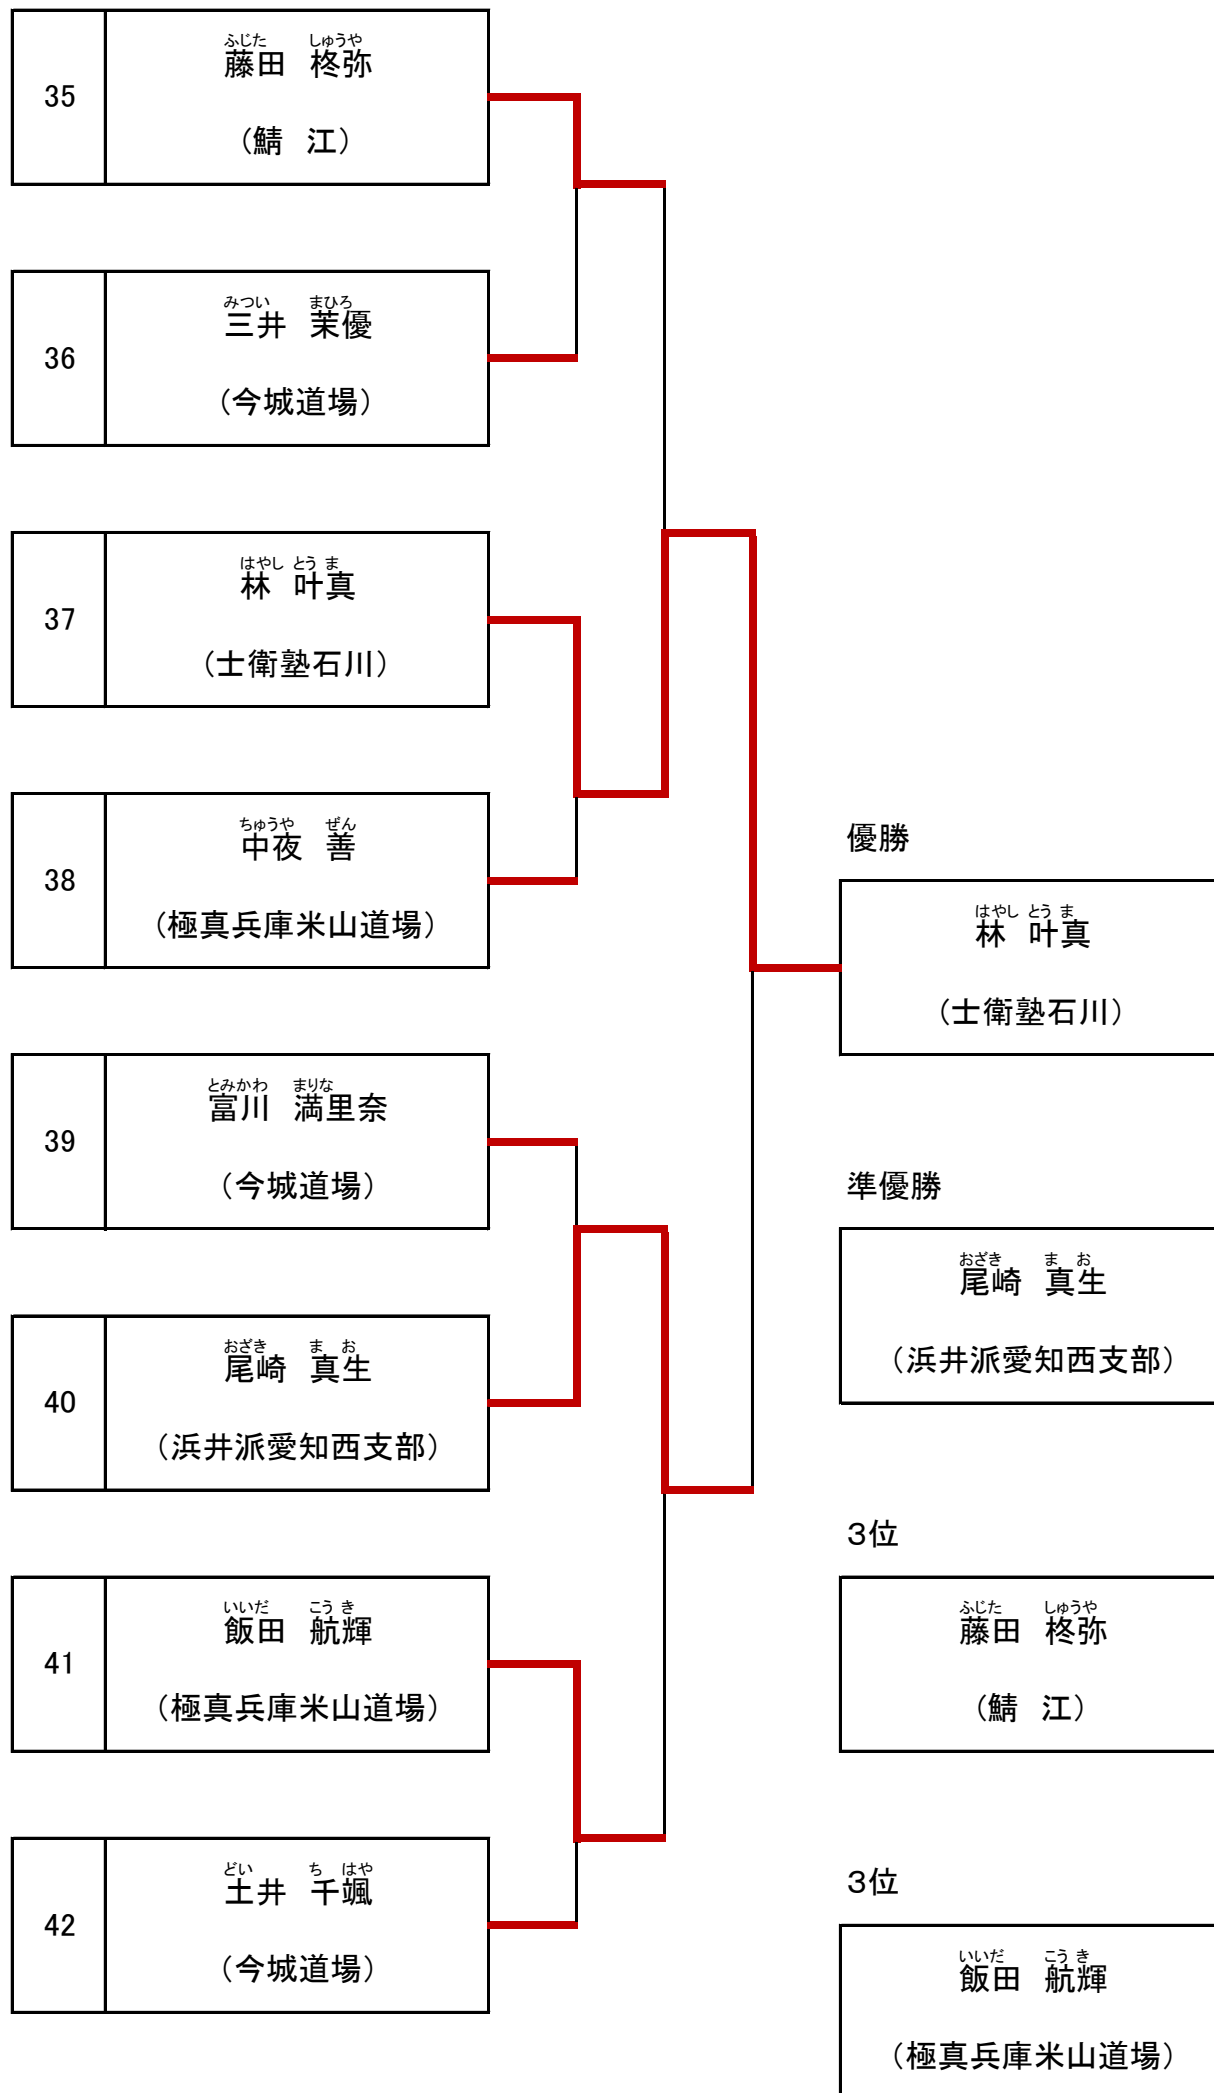 ふじた しゅうや
35 藤田 柊弥
(鯖 江)
みつい まひろ
36 三井 茉優
(今城道場)
はやし とう ま
37 林 叶真
(士衛塾石川)
ちゅうや ぜん
38 中夜 善
(極真兵庫米山道場)
とみかわ まりな
39 富川 満里奈
(今城道場)
おざき ま お
40 尾崎 真生
(浜井派愛知西支部)
いいだ こう き
41 飯田 航輝
(極真兵庫米山道場)
どい ち はや
42 土井 千颯
(今城道場)
優勝
はやし とう ま
林 叶真
(士衛塾石川)
準優勝
おざき ま お
尾崎 真生
(浜井派愛知西支部)
3位
ふじた しゅうや
藤田 柊弥
(鯖 江)
3位
いいだ こう き
飯田 航輝
(極真兵庫米山道場)